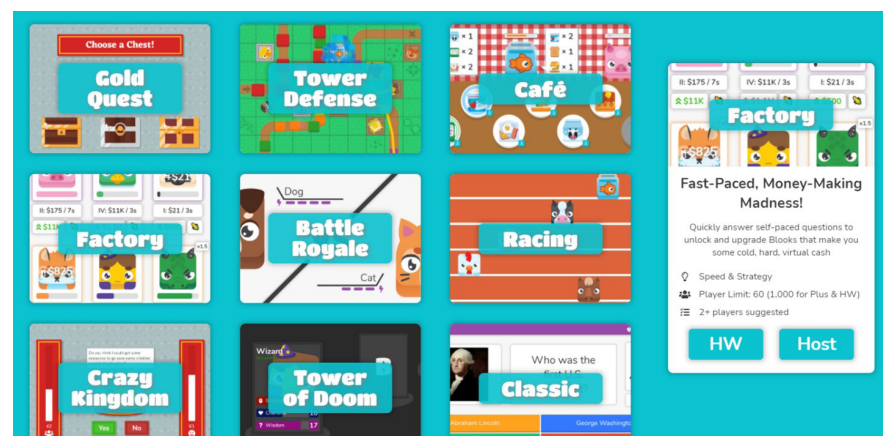 Choose a Chest!
Gold
Quest
Tower
Defense
x 1
x 2
x 2
x 1
x 2
Café
II: $175 / 7s
IV: $11K / 3s
I: $21 / 3s
$11K
Factory
x1.5
$825
Dog
Battle
Royale
Cat
Racing
Crazy
Kingdom
Yes
No
Wizard
Tower
of Doom
Wisdom
17
Who was the
Classic
Abraham Lincoln
George Washingto
II: $175 / 7s
IV: $11K / 3s
I: $21 / 3s
$11K
Factory
x1.5
$825
Fast-Paced, Money-Making
Madness!
Quickly answer self-paced questions to
unlock and upgrade Blooks that make you
some cold, hard, virtual cash
Speed & Strategy
Player Limit: 60 (1,000 for Plus & HW)
2+ players suggested
HW
Host